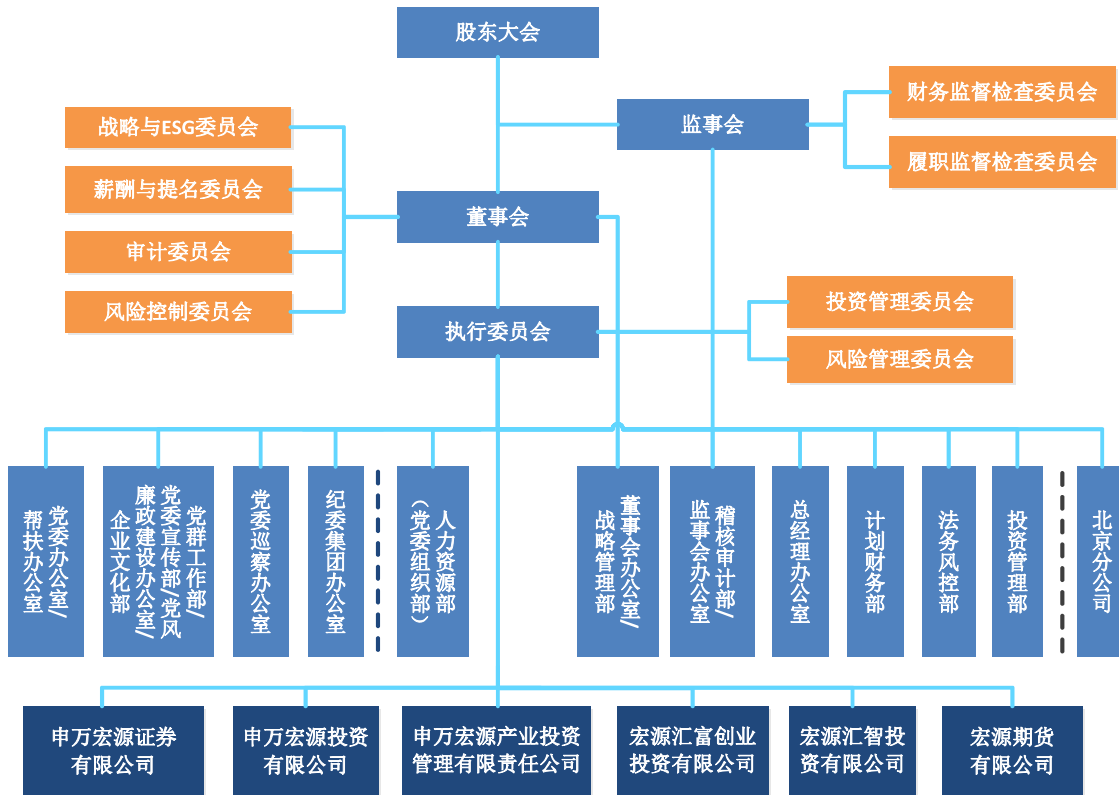 股东大会
监事会
财务监督检查委员会
履职监督检查委员会
战略与ESG委员会
薪酬与提名委员会
审计委员会
风险控制委员会
董事会
执行委员会
投资管理委员会
风险管理委员会
党委办公室/
帮扶办公室
党群工作部/
党委宣传部/党风
廉政建设办公室/
企业文化部
党委巡察办公室
纪委集团办公室
人力资源部
（党委组织部）
董事会办公室/
战略管理部
稽核审计部/
监事会办公室
总经理办公室
计划财务部
法务风控部
投资管理部
北京分公司
申万宏源证券
有限公司
申万宏源投资
有限公司
申万宏源产业投资
管理有限责任公司
宏源汇富创业
投资有限公司
宏源汇智投
资有限公司
宏源期货
有限公司